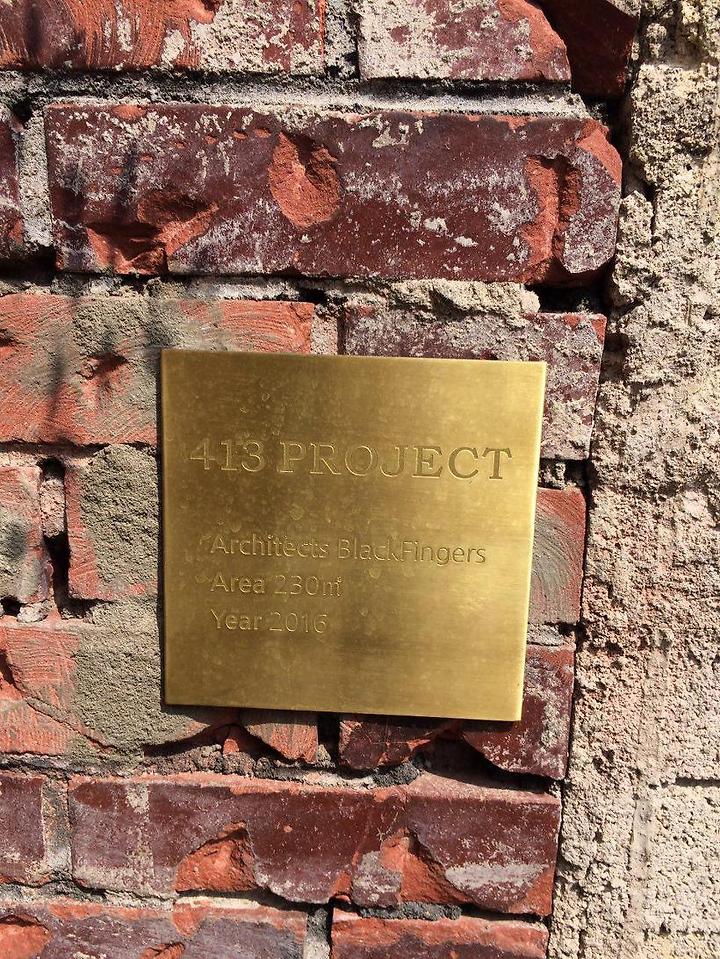 413 PROJECT
Architects BlackFingers
Area 230㎡
Year 2016